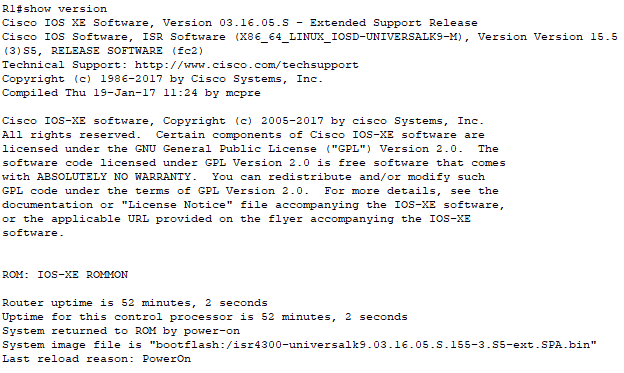 R1#show version
Cisco IOS XE Software, Version 03.16.05.S - Extended Support Release
Cisco IOS Software, ISR Software (X86_64_LINUX_IOSD-UNIVERSALK9-M), Version Version 15.5
(3)S5, RELEASE SOFTWARE (fc2)
Technical Support: http://www.cisco.com/techsupport
Copyright (c) 1986-2017 by Cisco Systems, Inc.
Compiled Thu 19-Jan-17 11:24 by mcpre
Cisco IOS-XE software, Copyright (c) 2005-2017 by cisco Systems, Inc.
All rights reserved.  Certain components of Cisco IOS-XE software are
licensed under the GNU General Public License ("GPL") Version 2.0.  The
software code licensed under GPL Version 2.0 is free software that comes
with ABSOLUTELY NO WARRANTY.  You can redistribute and/or modify such
GPL code under the terms of GPL Version 2.0.  For more details, see the
documentation or "License Notice" file accompanying the IOS-XE software,
or the applicable URL provided on the flyer accompanying the IOS-XE
software.
ROM: IOS-XE ROMMON
Router uptime is 52 minutes, 2 seconds
Uptime for this control processor is 52 minutes, 2 seconds
System returned to ROM by power-on
System image file is "bootflash:/isr4300-universalk9.03.16.05.S.155-3.S5-ext.SPA.bin"
Last reload reason: PowerOn